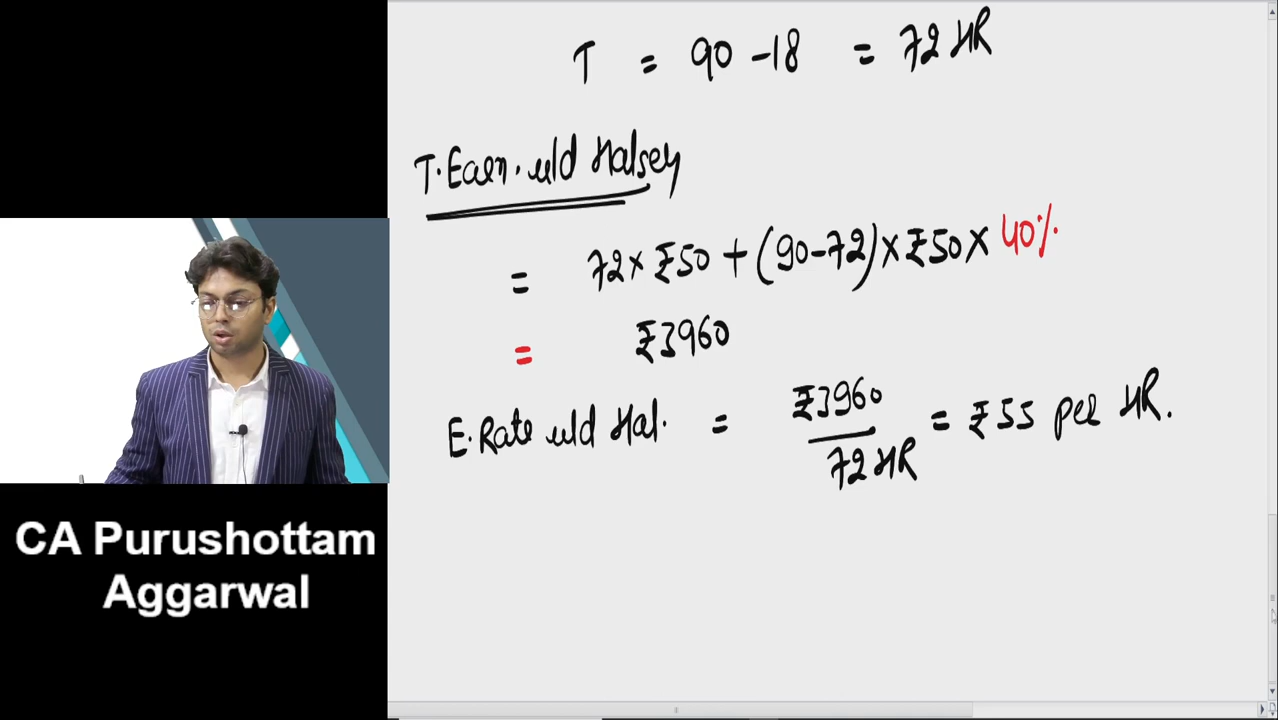 T = 90 - 18 = 72 HR
T. Earn. u/d Halsey
= 72 × ₹50 + (90-72) × ₹50 × 40%
= ₹3960
E. Rate u/d Hal. = ₹3960 / 72 HR = ₹55 per HR.
CA Purushottam
Aggarwal